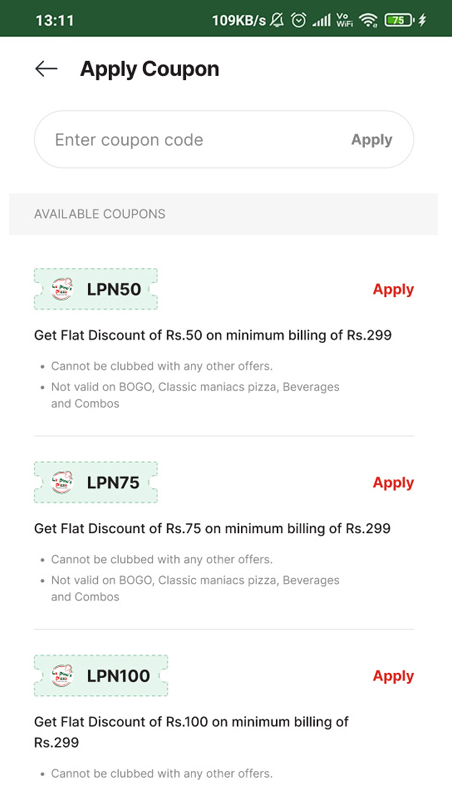 13:11
109KB/s
Vo
WiFi
75
Apply Coupon
Enter coupon code
Apply
AVAILABLE COUPONS
LPN50
Apply
Get Flat Discount of Rs.50 on minimum billing of Rs.299
• Cannot be clubbed with any other offers.
• Not valid on BOGO, Classic maniacs pizza, Beverages
and Combos
LPN75
Apply
Get Flat Discount of Rs.75 on minimum billing of Rs.299
• Cannot be clubbed with any other offers.
• Not valid on BOGO, Classic maniacs pizza, Beverages
and Combos
LPN100
Apply
Get Flat Discount of Rs.100 on minimum billing of
Rs.299
• Cannot be clubbed with any other offers.